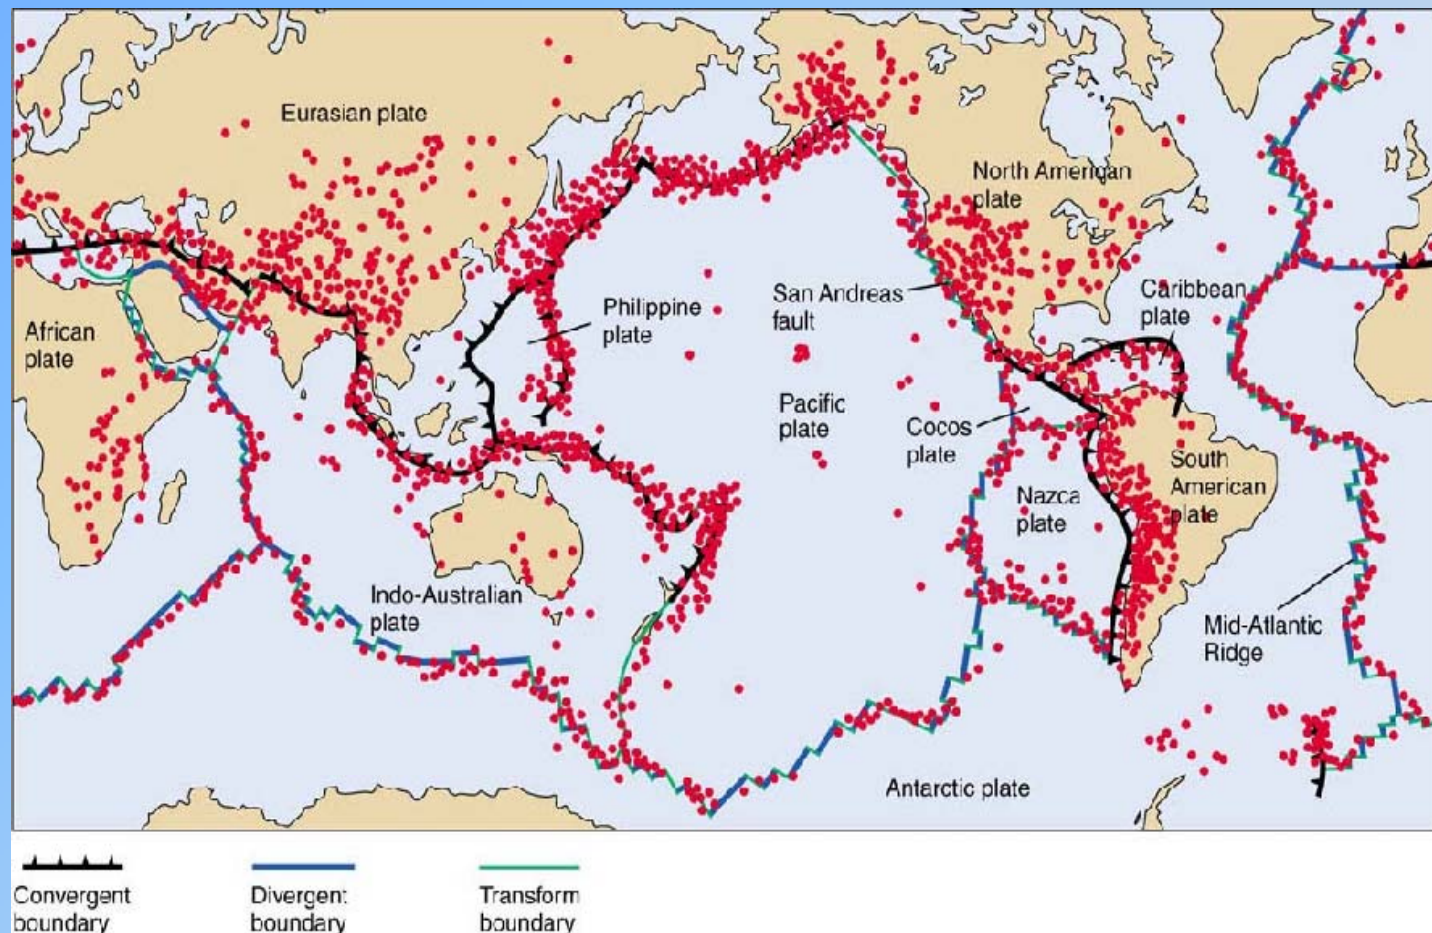 Eurasian plate
North American
plate
African
plate
Philippine
plate
San Andreas
fault
Caribbean
plate
Pacific
plate
Cocos
plate
Nazca
plate
South
American
plate
Indo-Australian
plate
Mid-Atlantic
Ridge
Antarctic plate
Convergent
boundary
Divergent
boundary
Transform
boundary